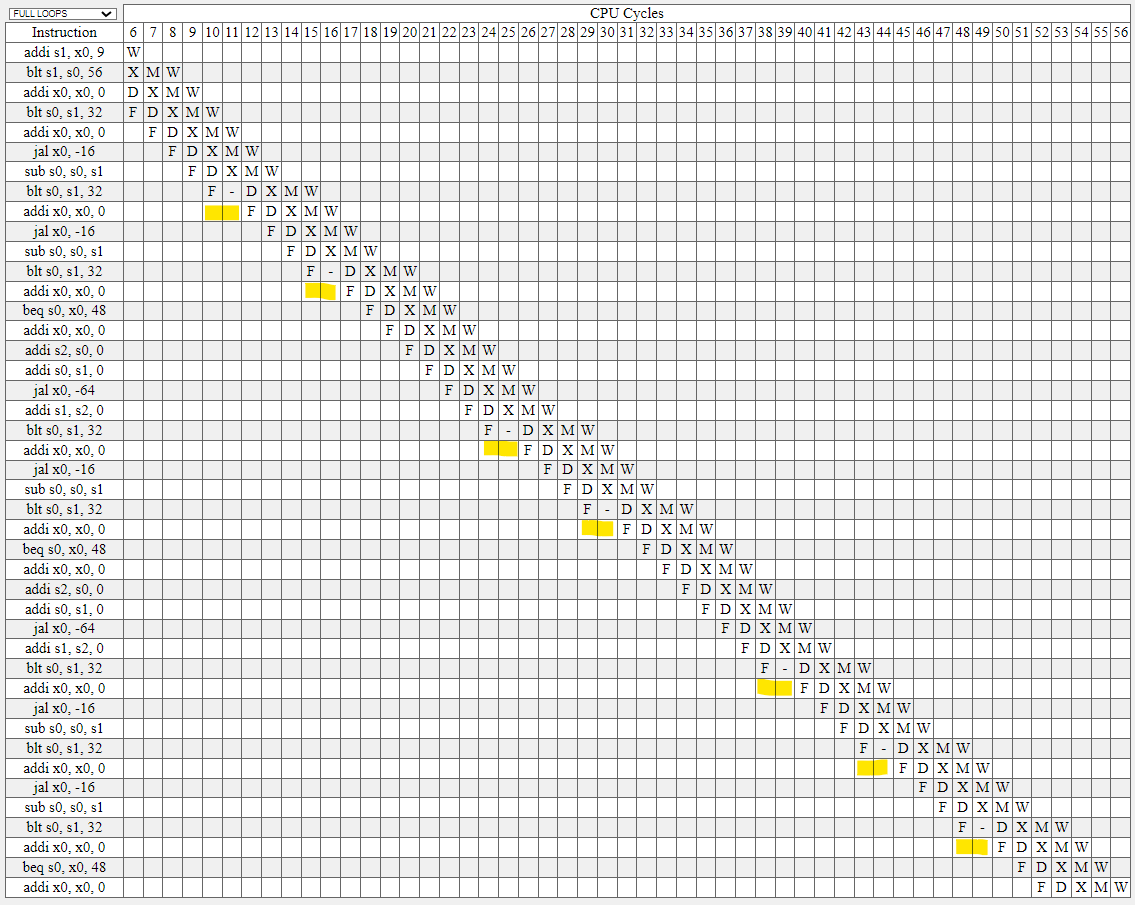 FULL LOOPS CPU Cycles
Instruction 6 7 8 9 10 11 12 13 14 15 16 17 18 19 20 21 22 23 24 25 26 27 28 29 30 31 32 33 34 35 36 37 38 39 40 41 42 43 44 45 46 47 48 49 50 51 52 53 54 55 56
addi s1, x0, 9 W
blt s1, s0, 56 X M W
addi x0, x0, 0 D X M W
blt s0, s1, 32 F D X M W
addi x0, x0, 0 F D X M W
jal x0, -16 F D X M W
sub s0, s0, s1 F D X M W
blt s0, s1, 32 F - D X M W
addi x0, x0, 0 F D X M W
jal x0, -16 F D X M W
sub s0, s0, s1 F D X M W
blt s0, s1, 32 F - D X M W
addi x0, x0, 0 F D X M W
beq s0, x0, 48 F D X M W
addi x0, x0, 0 F D X M W
addi s2, s0, 0 F D X M W
addi s0, s1, 0 F D X M W
jal x0, -64 F D X M W
addi s1, s2, 0 F D X M W
blt s0, s1, 32 F - D X M W
addi x0, x0, 0 F D X M W
jal x0, -16 F D X M W
sub s0, s0, s1 F D X M W
blt s0, s1, 32 F - D X M W
addi x0, x0, 0 F D X M W
beq s0, x0, 48 F D X M W
addi x0, x0, 0 F D X M W
addi s2, s0, 0 F D X M W
addi s0, s1, 0 F D X M W
jal x0, -64 F D X M W
addi s1, s2, 0 F D X M W
blt s0, s1, 32 F - D X M W
addi x0, x0, 0 F D X M W
jal x0, -16 F D X M W
sub s0, s0, s1 F D X M W
blt s0, s1, 32 F - D X M W
addi x0, x0, 0 F D X M W
jal x0, -16 F D X M W
sub s0, s0, s1 F D X M W
blt s0, s1, 32 F - D X M W
addi x0, x0, 0 F D X M W
beq s0, x0, 48 F D X M W
addi x0, x0, 0 F D X M W